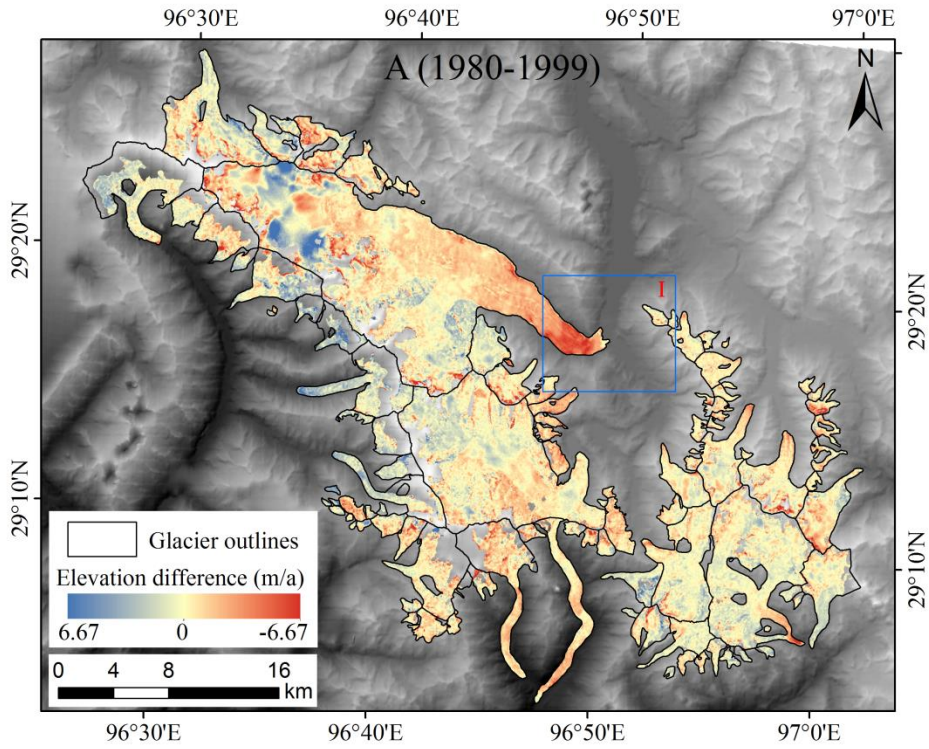 96°30'E 96°40'E 96°50'E 97°0'E
A (1980-1999)
N
29°20'N
29°20'N
I
29°10'N
29°10'N
Glacier outlines
Elevation difference (m/a)
6.67 0 -6.67
0 4 8 16
km
96°30'E 96°40'E 96°50'E 97°0'E